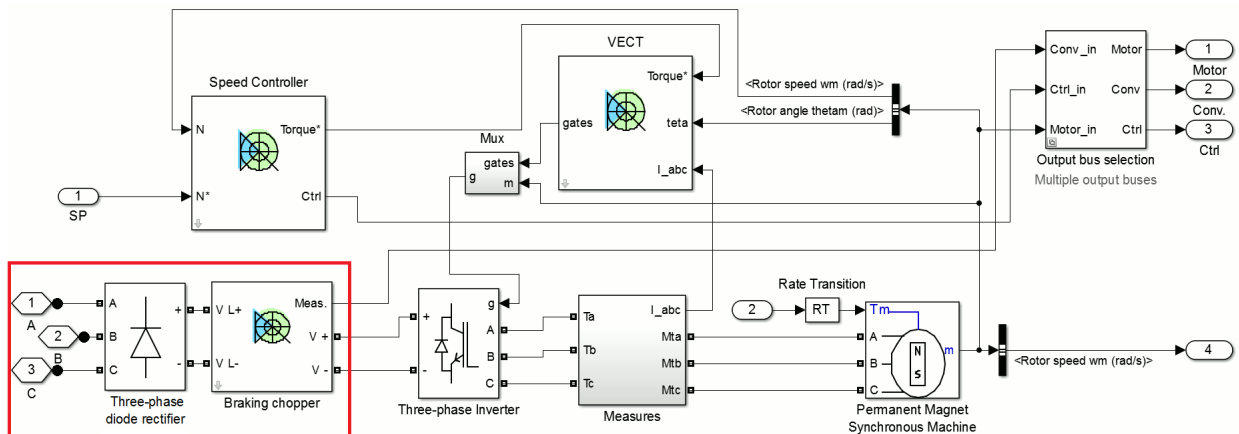 VECT
Speed Controller
N
Torque*
N*
Ctrl
1
SP
Mux
gates
g
m
Torque*
gates
teta
I_abc
<Rotor speed wm (rad/s)>
<Rotor angle thetam (rad)>
Conv_in
Motor
Ctrl_in
Conv
Motor_in
Ctrl
Output bus selection
Multiple output buses
1
Motor
2
Conv.
3
Ctrl
1
A
2
B
3
C
A
B
C
+
-
Three-phase
diode rectifier
V L+
V L-
Meas.
V +
V -
Braking chopper
+
-
g
A
B
C
Three-phase Inverter
Ta
Tb
Tc
I_abc
Mta
Mtb
Mtc
Measures
2
Rate Transition
RT
Tm
A
B
C
N
S
m
Permanent Magnet
Synchronous Machine
<Rotor speed wm (rad/s)>
4